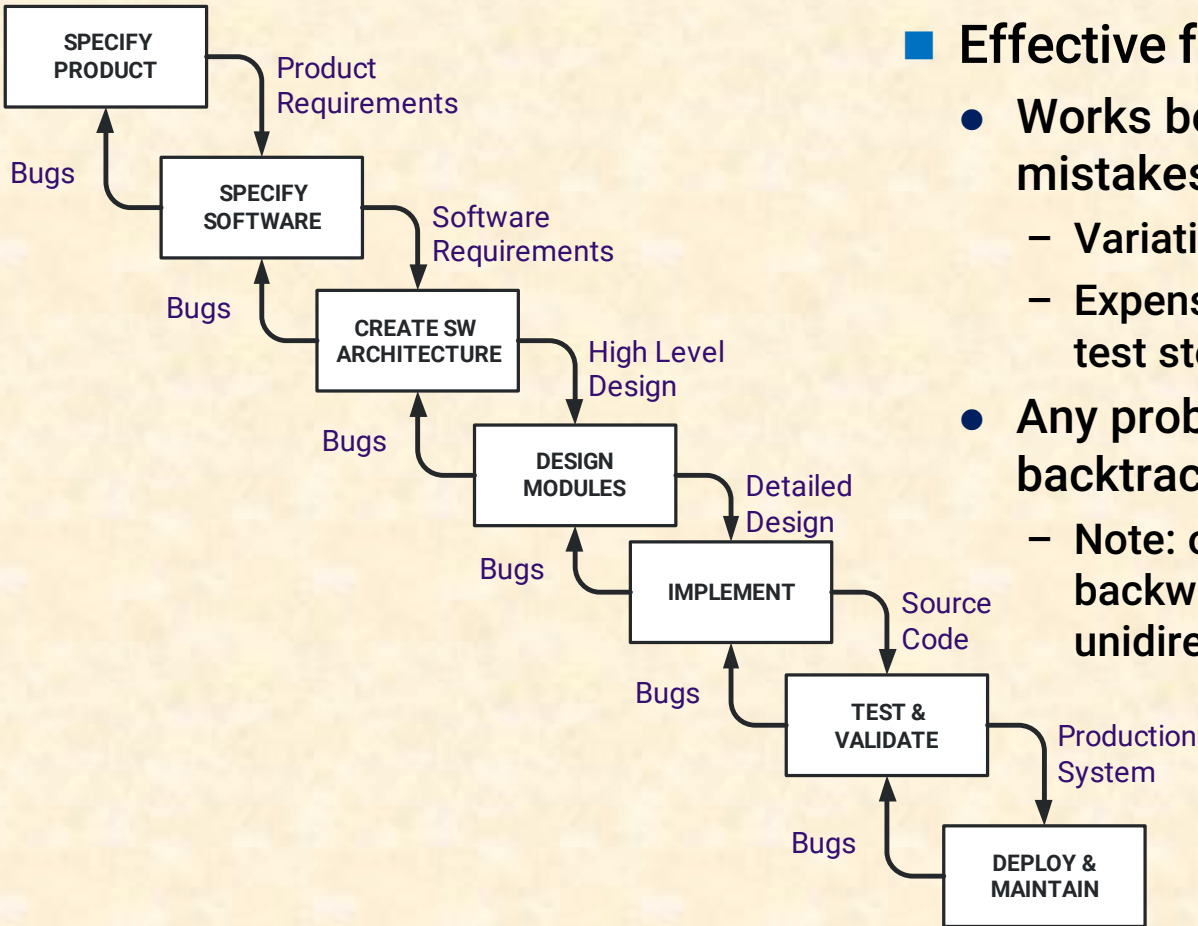 SPECIFY
PRODUCT
Product
Requirements
Bugs
SPECIFY
SOFTWARE
Software
Requirements
Bugs
CREATE SW
ARCHITECTURE
High Level
Design
Bugs
DESIGN
MODULES
Detailed
Design
Bugs
IMPLEMENT
Source
Code
Bugs
TEST &
VALIDATE
Production
System
Bugs
DEPLOY &
MAINTAIN
■ Effective f
● Works b
mistakes
– Variati
– Expens
test st
● Any prob
backtrac
– Note:
backw
unidire